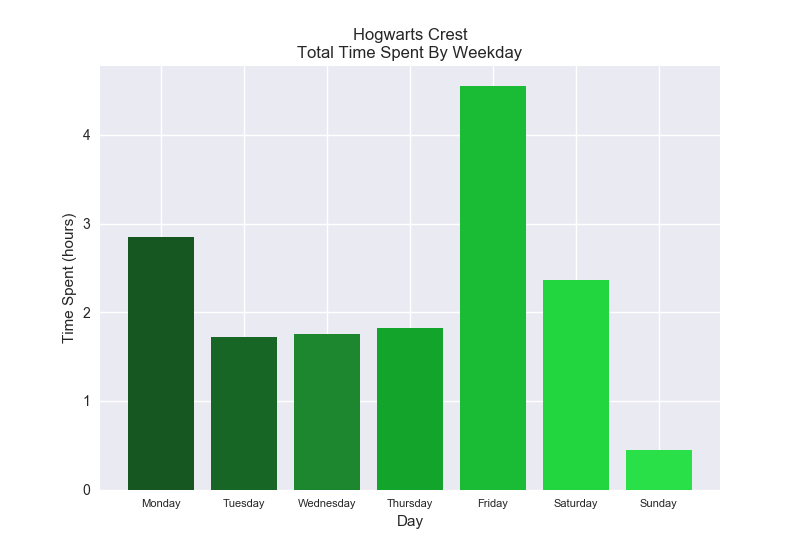 Hogwarts Crest
Total Time Spent By Weekday
Time Spent (hours)
4
3
2
1
0
Monday Tuesday Wednesday Thursday Friday Saturday Sunday
Day